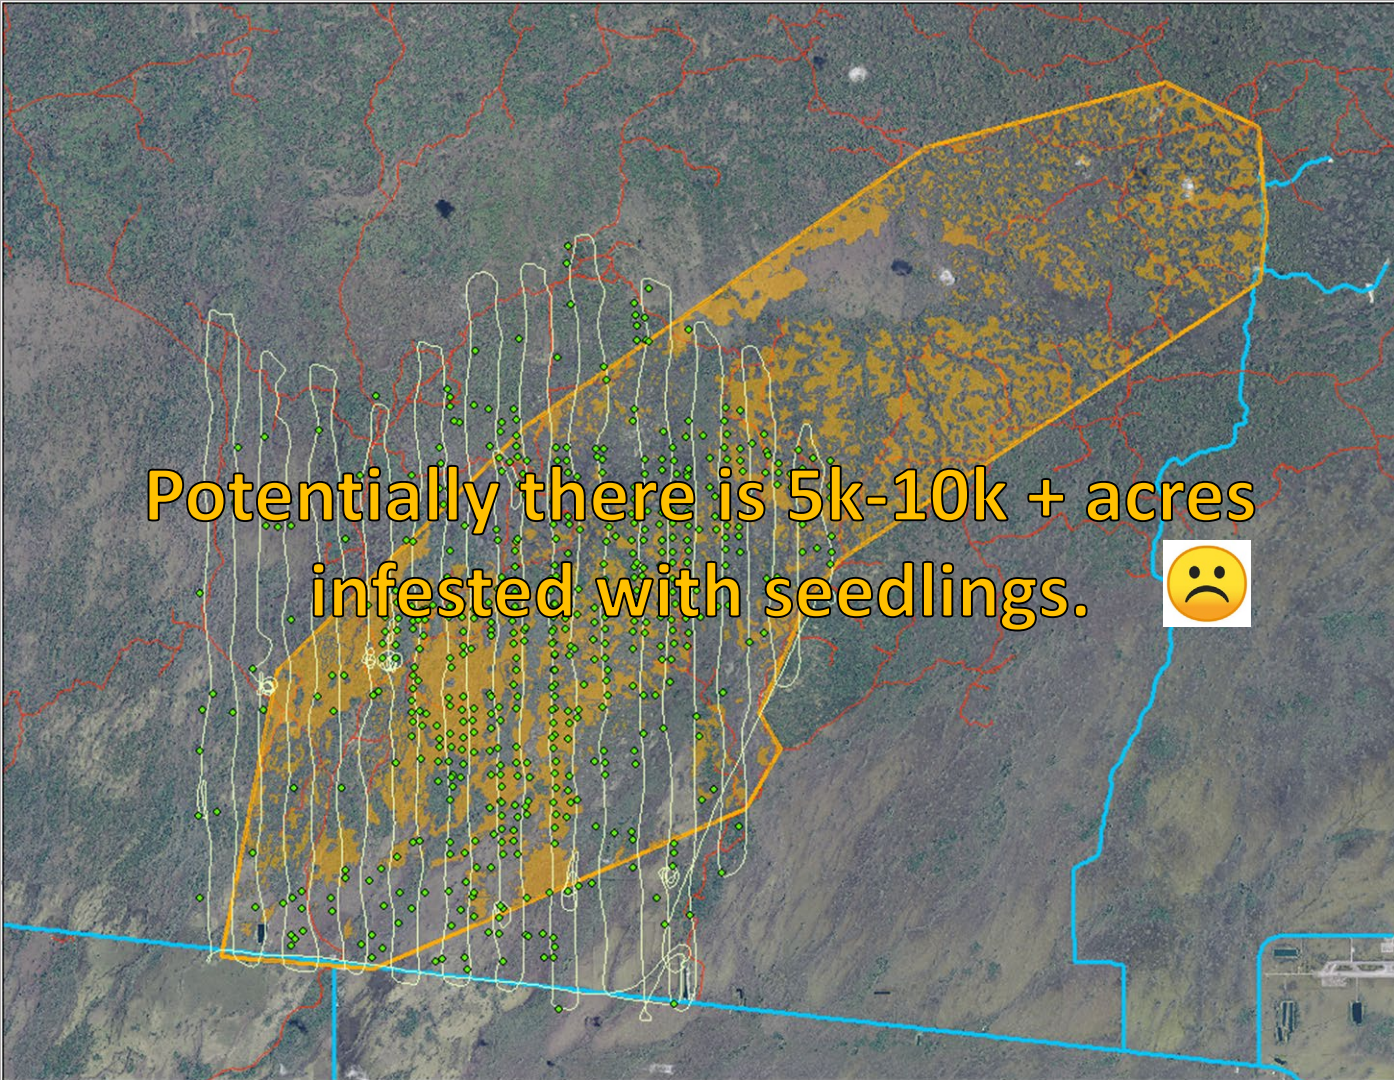 Potentially there is 5k-10k + acres
infested with seedlings.